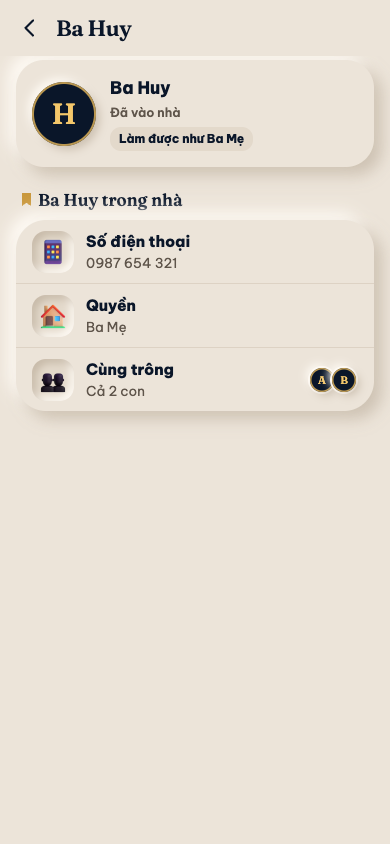 Ba Huy
H
Ba Huy
Đã vào nhà
Làm được như Ba Mẹ
Ba Huy trong nhà
Số điện thoại
0987 654 321
Quyền
Ba Mẹ
Cùng trông
Cả 2 con
A B